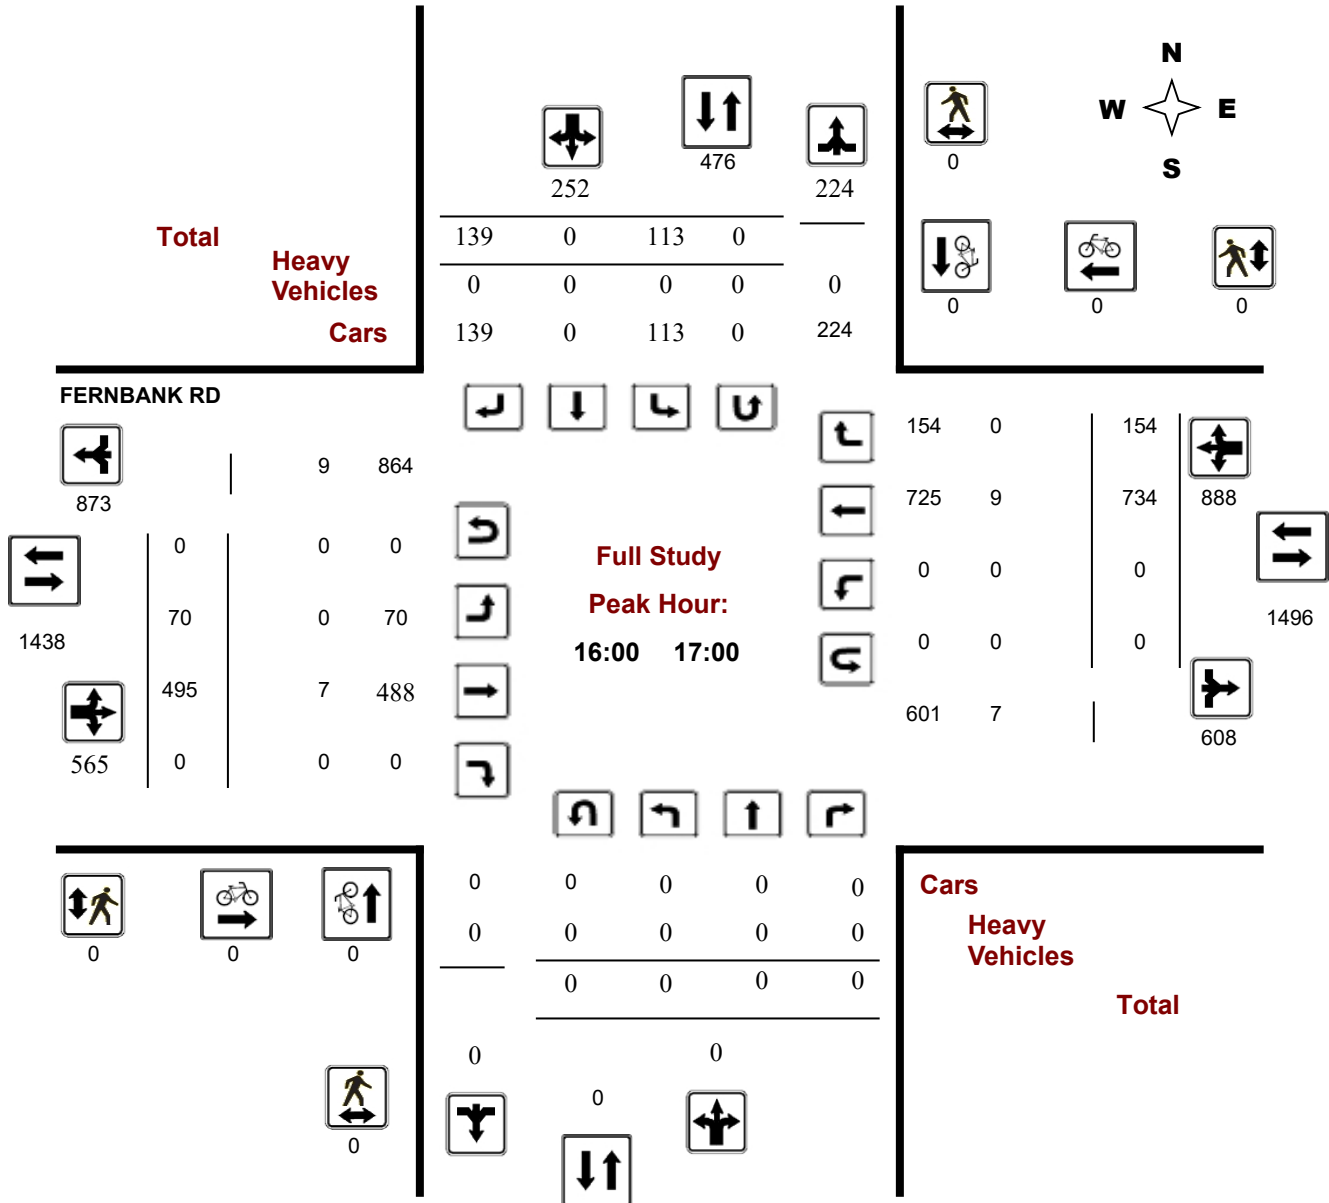 N
W E
S
476
0
252
224
Total
139 0 113 0
Heavy
Vehicles
0 0 0 0 0
0 0 0
Cars
139 0 113 0 224
FERNBANK RD
154 0 154
9 864
873
725 9 734 888
0 0 0
Full Study
0 0 0
Peak Hour:
70 0 70
1496
1438
16:00 17:00
0 0 0
495 7 488
601 7
608
565 0 0 0
0 0 0 0 0
Cars
0 0 0 0 0
Heavy
Vehicles
0 0 0
0 0 0 0
Total
0 0
0
0